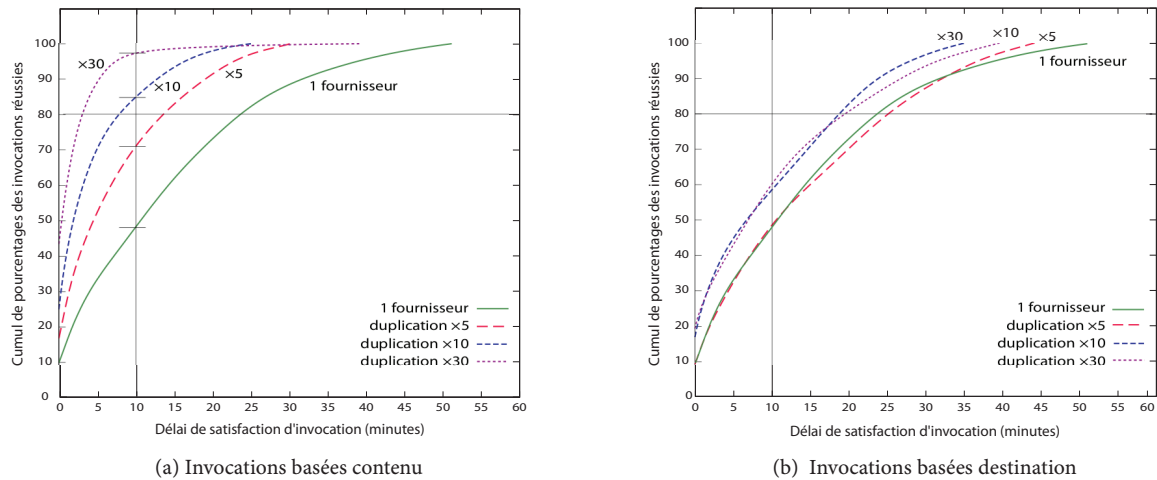 Cumul de pourcentages des invocations réussies
100
90
80
70
60
50
40
30
20
10
0
×30
×10
×5
1 fournisseur
1 fournisseur
duplication ×5
duplication ×10
duplication ×30
0 5 10 15 20 25 30 35 40 45 50 55 60
Délai de satisfaction d'invocation (minutes)
(a) Invocations basées contenu
Cumul de pourcentages des invocations réussies
100
90
80
70
60
50
40
30
20
10
0
×30
×10
×5
1 fournisseur
1 fournisseur
duplication ×5
duplication ×10
duplication ×30
0 5 10 15 20 25 30 35 40 45 50 55 60
Délai de satisfaction d'invocation (minutes)
(b) Invocations basées destination